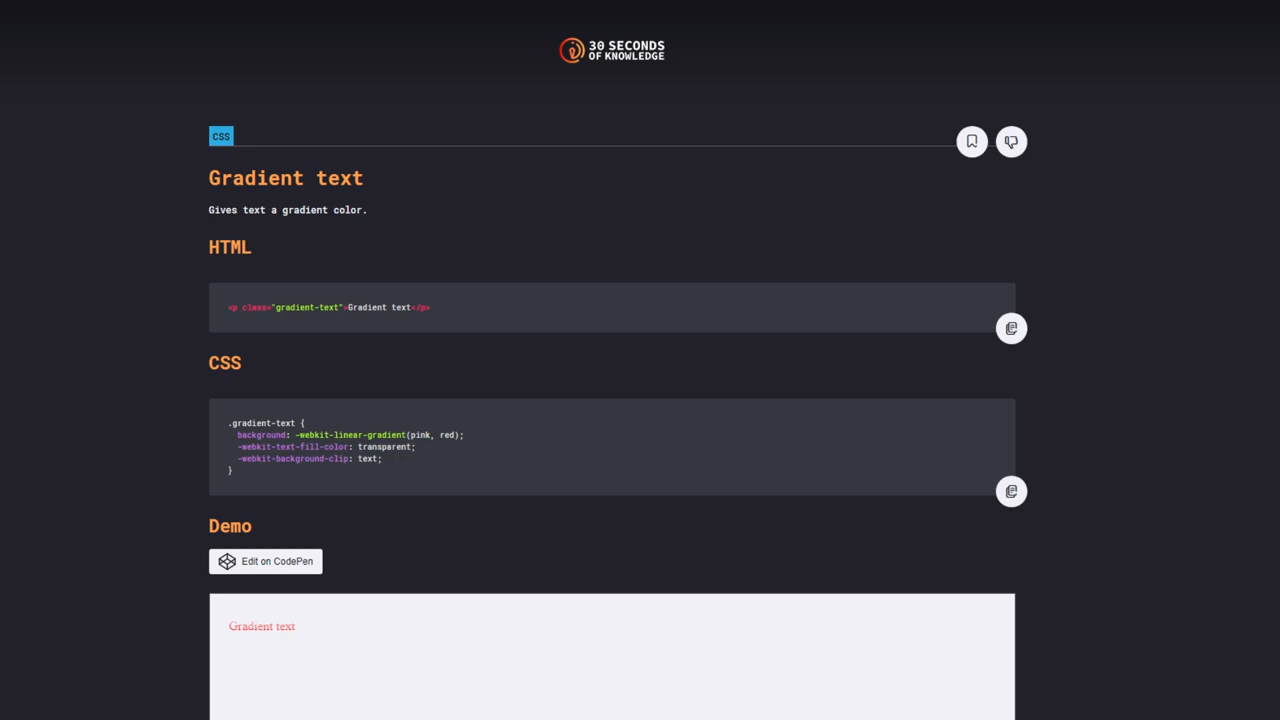 30 SECONDS
OF KNOWLEDGE
CSS
Gradient text
Gives text a gradient color.
HTML
<p class="gradient-text">Gradient text</p>
CSS
.gradient-text {
  background: -webkit-linear-gradient(pink, red);
  -webkit-text-fill-color: transparent;
  -webkit-background-clip: text;
}
Demo
Edit on CodePen
Gradient text